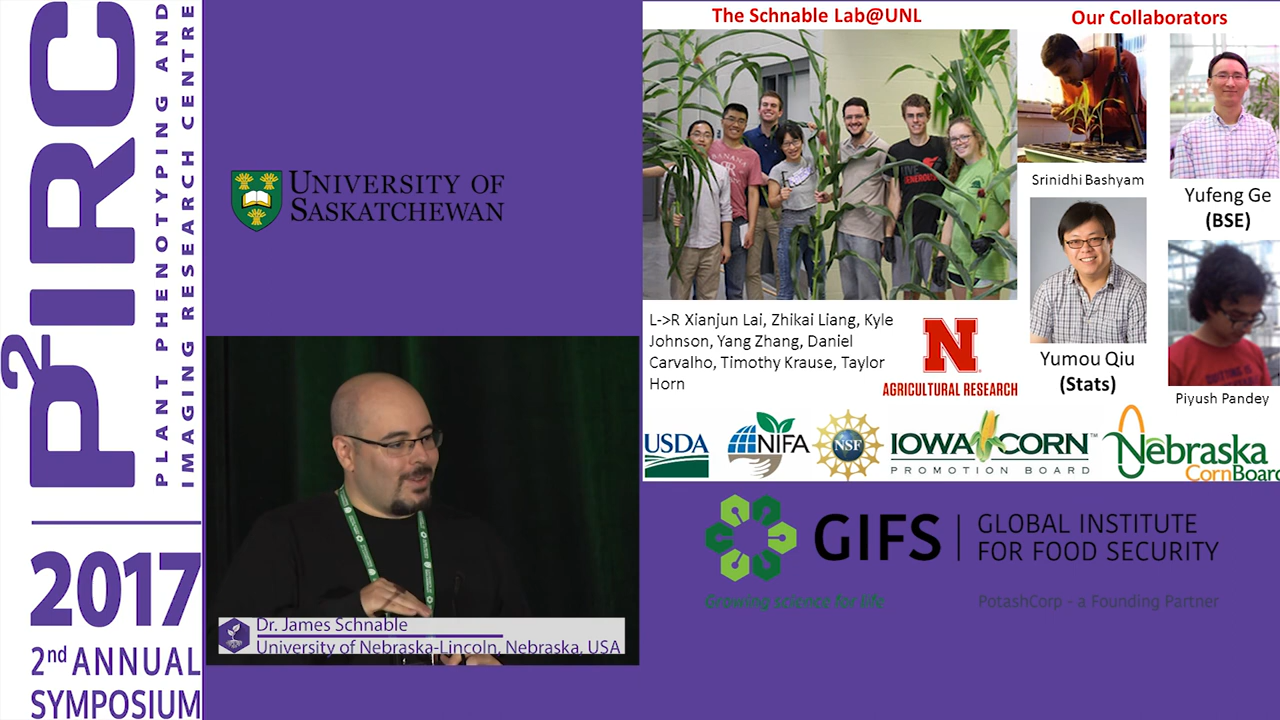 P2IRC
PLANT PHENOTYPING AND
IMAGING RESEARCH CENTRE
2017
2nd ANNUAL
SYMPOSIUM
UNIVERSITY OF
SASKATCHEWAN
Dr. James Schnable
University of Nebraska-Lincoln, Nebraska, USA
The Schnable Lab@UNL
L->R Xianjun Lai, Zhikai Liang, Kyle
Johnson, Yang Zhang, Daniel
Carvalho, Timothy Krause, Taylor
Horn
N
AGRICULTURAL RESEARCH
Our Collaborators
Srinidhi Bashyam
Yufeng Ge
(BSE)
Yumou Qiu
(Stats)
Piyush Pandey
USDA
NIFA
NSF
IOWA CORN™
PROMOTION BOARD
Nebraska
CornBoard
GIFS
GLOBAL INSTITUTE
FOR FOOD SECURITY
Growing science for life
PotashCorp - a Founding Partner